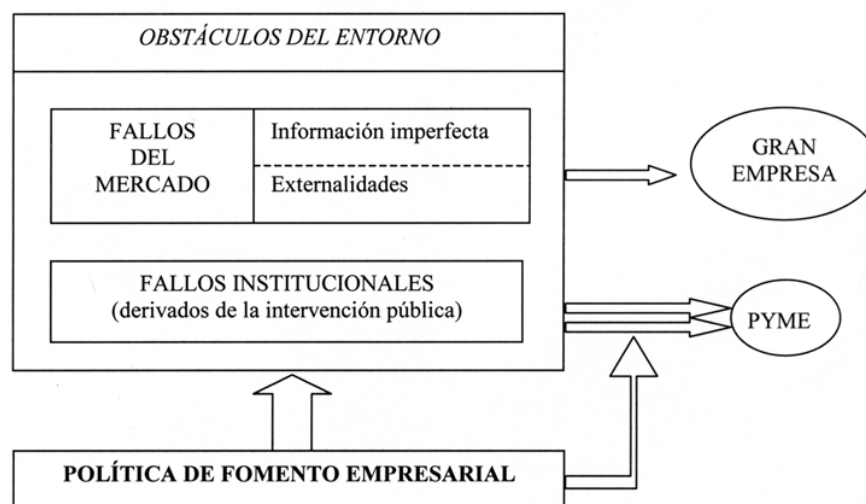 OBSTÁCULOS DEL ENTORNO
FALLOS
DEL
MERCADO
Información imperfecta
Externalidades
GRAN
EMPRESA
FALLOS INSTITUCIONALES
(derivados de la intervención pública)
PYME
POLÍTICA DE FOMENTO EMPRESARIAL